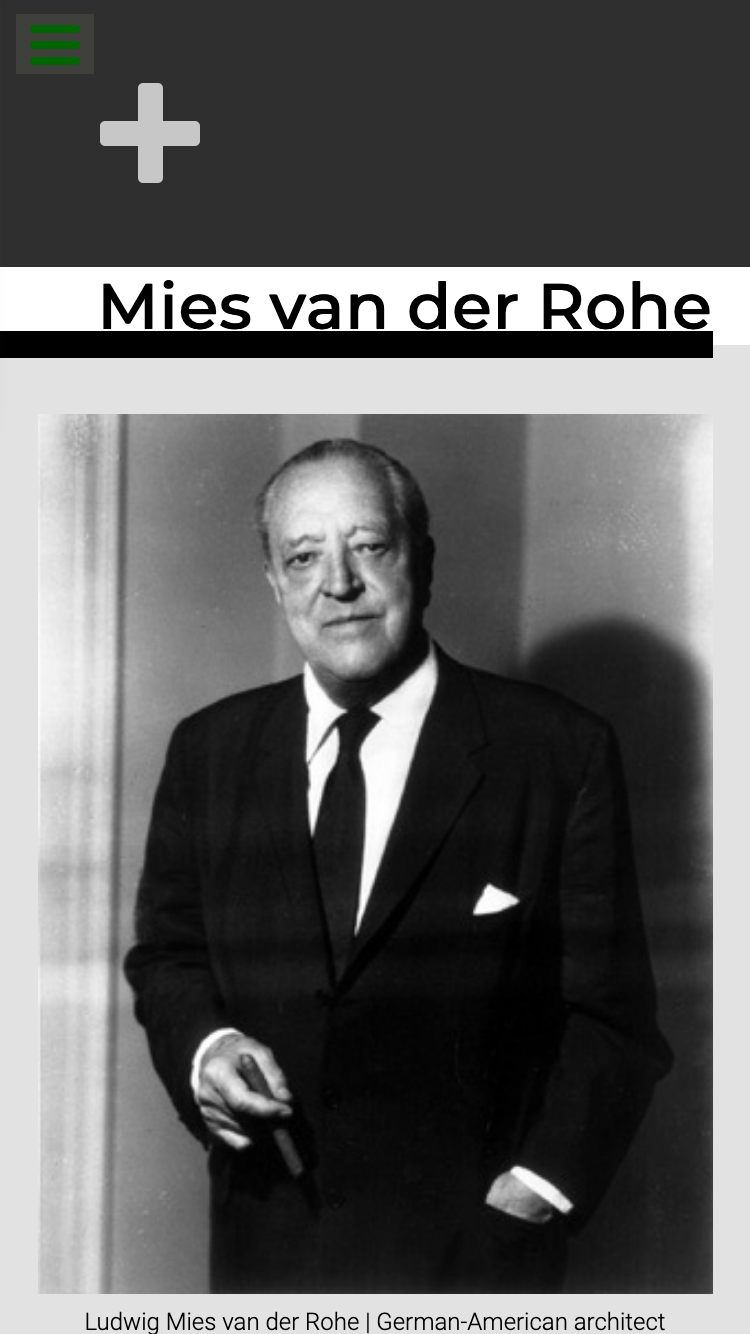 Mies van der Rohe
Ludwig Mies van der Rohe | German-American architect